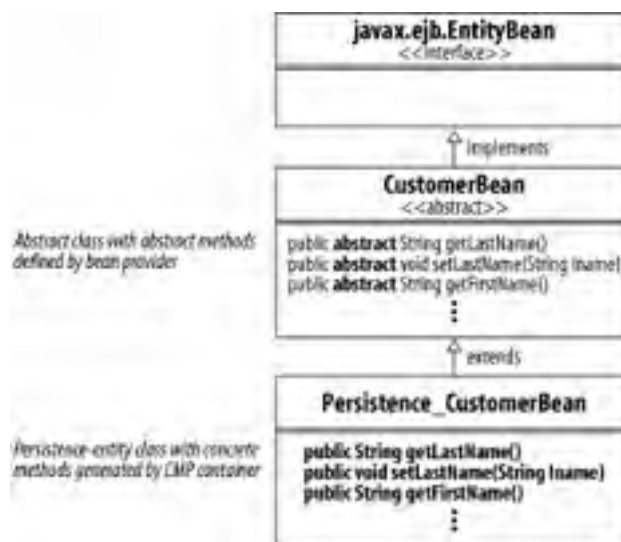 javax.ejb.EntityBean
<<interface>>
implements
CustomerBean
<<abstract>>
Abstract class with abstract methods
defined by bean provider
public abstract String getLastName()
public abstract void setLastName(String lname)
public abstract String getFirstName()
extends
Persistence_CustomerBean
Persistence-entity class with concrete
methods generated by CMP container
public String getLastName()
public void setLastName(String lname)
public String getFirstName()